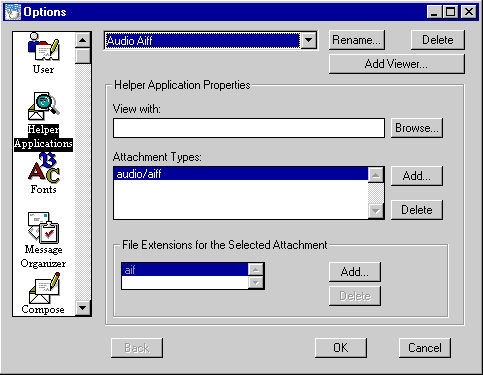 Options
Audio Aiff
Rename...
Delete
Add Viewer...
User
Helper
Applications
Fonts
Message
Organizer
Compose
Helper Application Properties
View with:
Browse...
Attachment Types:
audio/aiff
Add...
Delete
File Extensions for the Selected Attachment
aif
Add...
Delete
Back
OK
Cancel